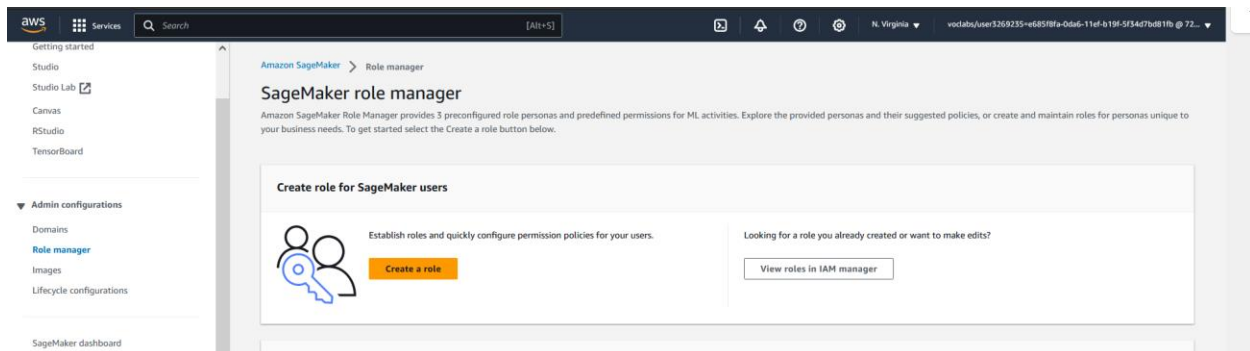 aws Services Search [Alt+S] N. Virginia voclabs/user3269235=e685f8fa-0da6-11ef-b19f-5f34d7bd81fb @ 72...
Getting started
Studio
Studio Lab
Canvas
RStudio
TensorBoard
Admin configurations
Domains
Role manager
Images
Lifecycle configurations
SageMaker dashboard
Amazon SageMaker > Role manager
SageMaker role manager
Amazon SageMaker Role Manager provides 3 preconfigured role personas and predefined permissions for ML activities. Explore the provided personas and their suggested policies, or create and maintain roles for personas unique to
your business needs. To get started select the Create a role button below.
Create role for SageMaker users
Establish roles and quickly configure permission policies for your users.
Create a role
Looking for a role you already created or want to make edits?
View roles in IAM manager